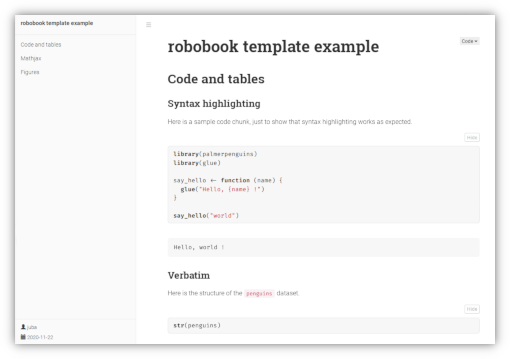 robobook template example
Code and tables
Mathjax
Figures
juba
2020-11-22
robobook template example
Code
Code and tables
Syntax highlighting
Here is a sample code chunk, just to show that syntax highlighting works as expected.
Hide
library(palmerpenguins)
library(glue)
say_hello <- function (name) {
  glue("Hello, {name} !")
}
say_hello("world")
Hello, world !
Verbatim
Here is the structure of the penguins dataset.
Hide
str(penguins)